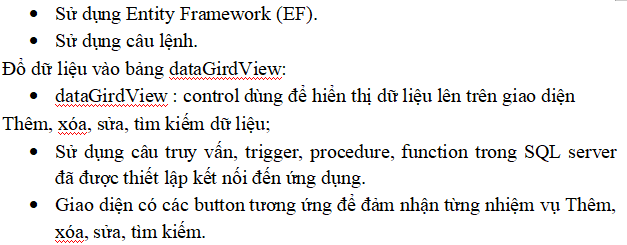 • Sử dụng Entity Framework (EF).
• Sử dụng câu lệnh.
Đổ dữ liệu vào bảng dataGirdView:
• dataGirdView : control dùng để hiển thị dữ liệu lên trên giao diện
Thêm, xóa, sửa, tìm kiếm dữ liệu;
• Sử dụng câu truy vấn, trigger, procedure, function trong SQL server
đã được thiết lập kết nối đến ứng dụng.
• Giao diện có các button tương ứng để đảm nhận từng nhiệm vụ Thêm,
xóa, sửa, tìm kiếm.